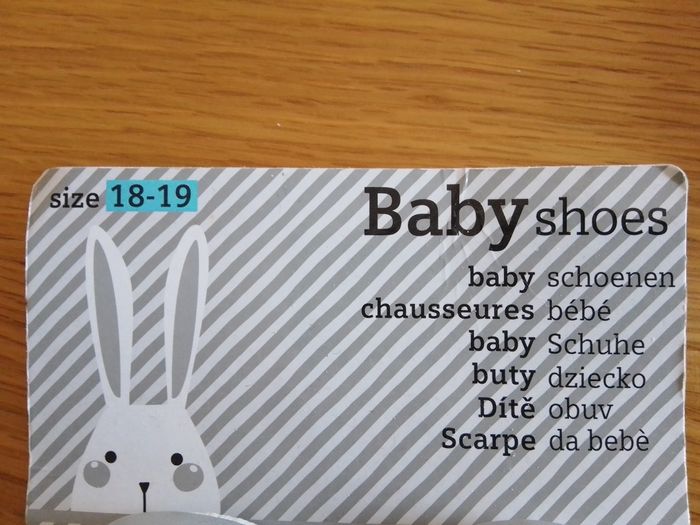 size 18-19
Baby shoes
baby schoenen
chausseures bébé
baby Schuhe
buty dziecko
Dítě obuv
Scarpe da bebè